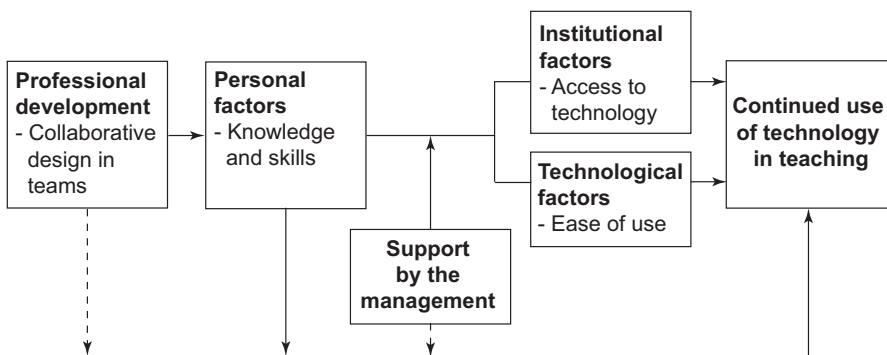 Professional
development
- Collaborative
design in
teams
Personal
factors
- Knowledge
and skills
Support
by the
management
Institutional
factors
- Access to
technology
Technological
factors
- Ease of use
Continued use
of technology
in teaching